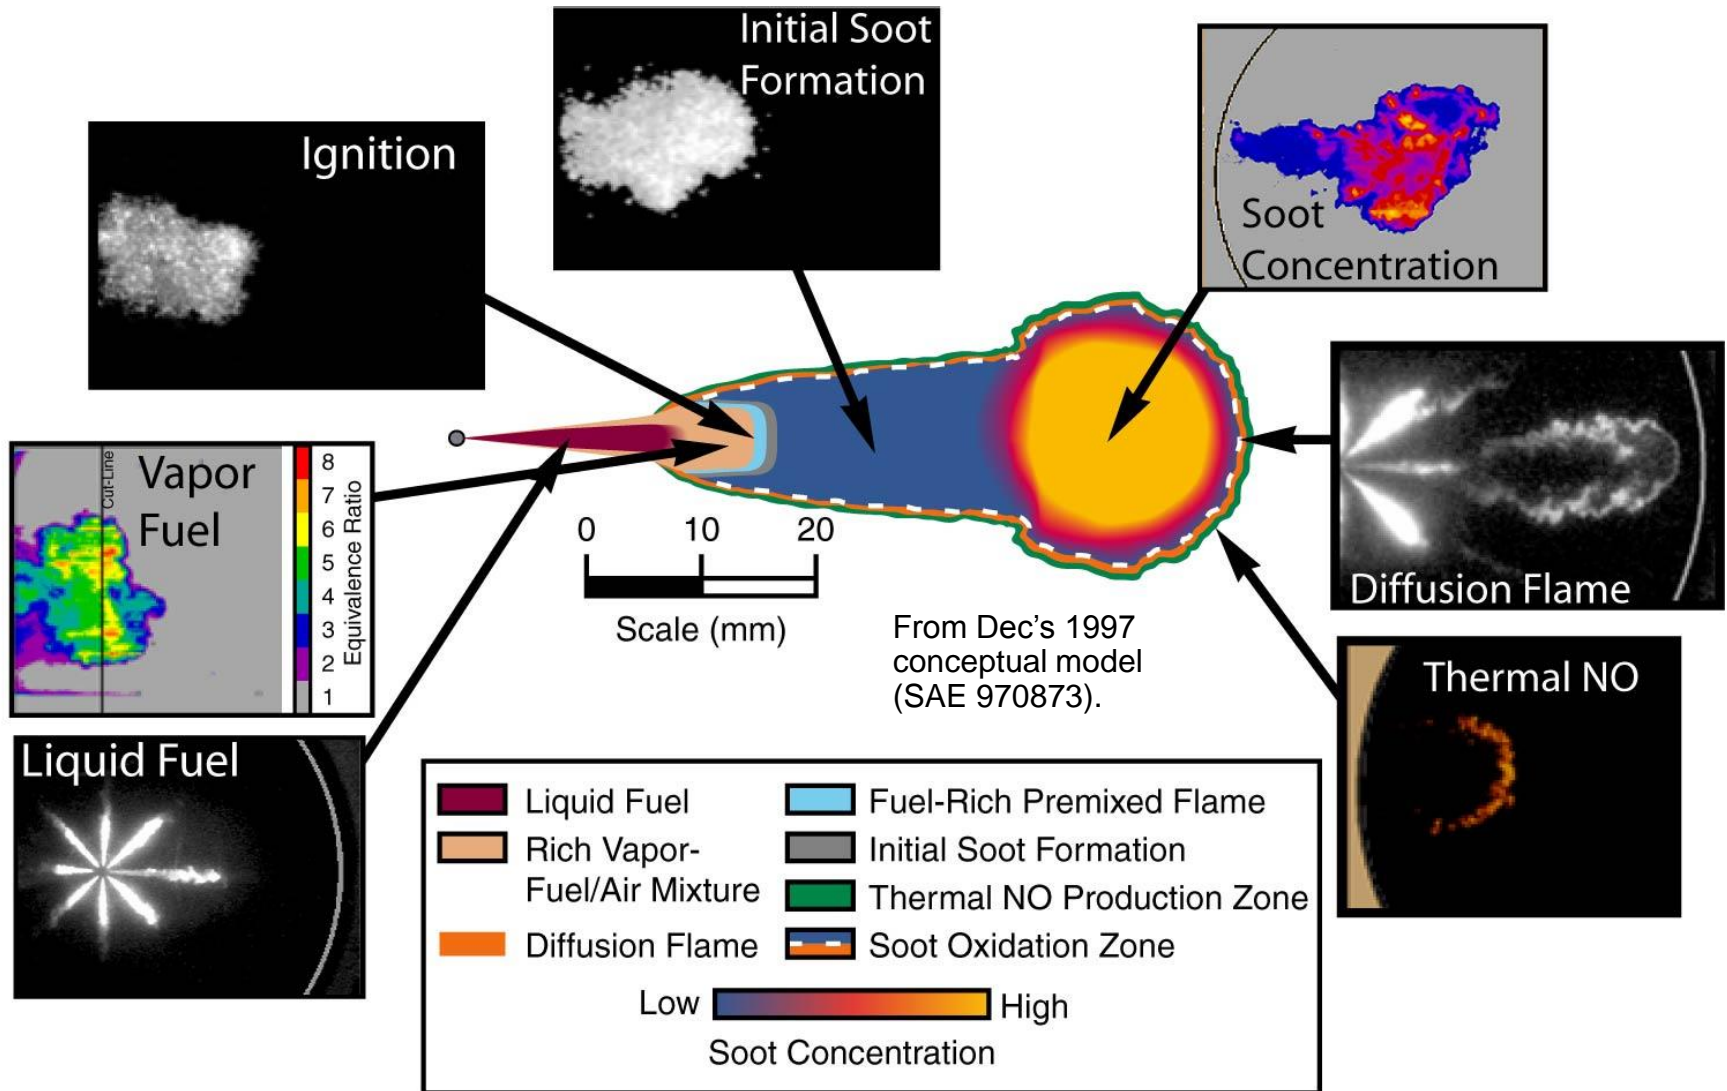 Initial Soot
Formation
Ignition
Soot
Concentration
Vapor
Fuel
Cut-Line
8
7
6
5
4
3
2
1
Equivalence Ratio
0 10 20
Scale (mm)
From Dec’s 1997
conceptual model
(SAE 970873).
Diffusion Flame
Thermal NO
Liquid Fuel
Liquid Fuel
Rich Vapor-
Fuel/Air Mixture
Diffusion Flame
Fuel-Rich Premixed Flame
Initial Soot Formation
Thermal NO Production Zone
Soot Oxidation Zone
Low High
Soot Concentration